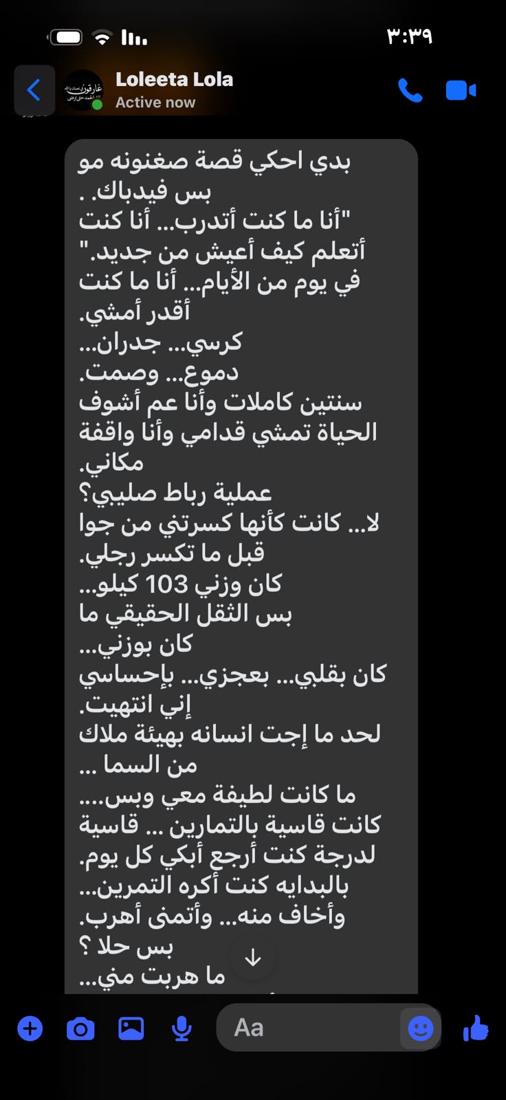 ٣:٣٩
Loleeta Lola
Active now
بدي احكي قصة صغنونه مو
بس فيدباك. .
"أنا ما كنت أتدرب... أنا كنت
أتعلم كيف أعيش من جديد."
في يوم من الأيام... أنا ما كنت
أقدر أمشي.
كرسي... جدران...
دموع... وصمت.
سنتين كاملات وأنا عم أشوف
الحياة تمشي قدامي وأنا واقفة
مكاني.
عملية رباط صليبي؟
لا... كانت كأنها كسرتني من جوا
قبل ما تكسر رجلي.
كان وزني 103 كيلو...
بس الثقل الحقيقي ما
كان بوزني...
كان بقلبي... بعجزي... بإحساسي
إني انتهيت.
لحد ما إجت انسانه بهيئة ملاك
من السما ...
ما كانت لطيفة معي وبس....
كانت قاسية بالتمارين ... قاسية
لدرجة كنت أرجع أبكي كل يوم.
بالبدايه كنت أكره التمرين...
وأخاف منه... وأتمنى أهرب.
بس حلا ؟
ما هربت مني...
Aa